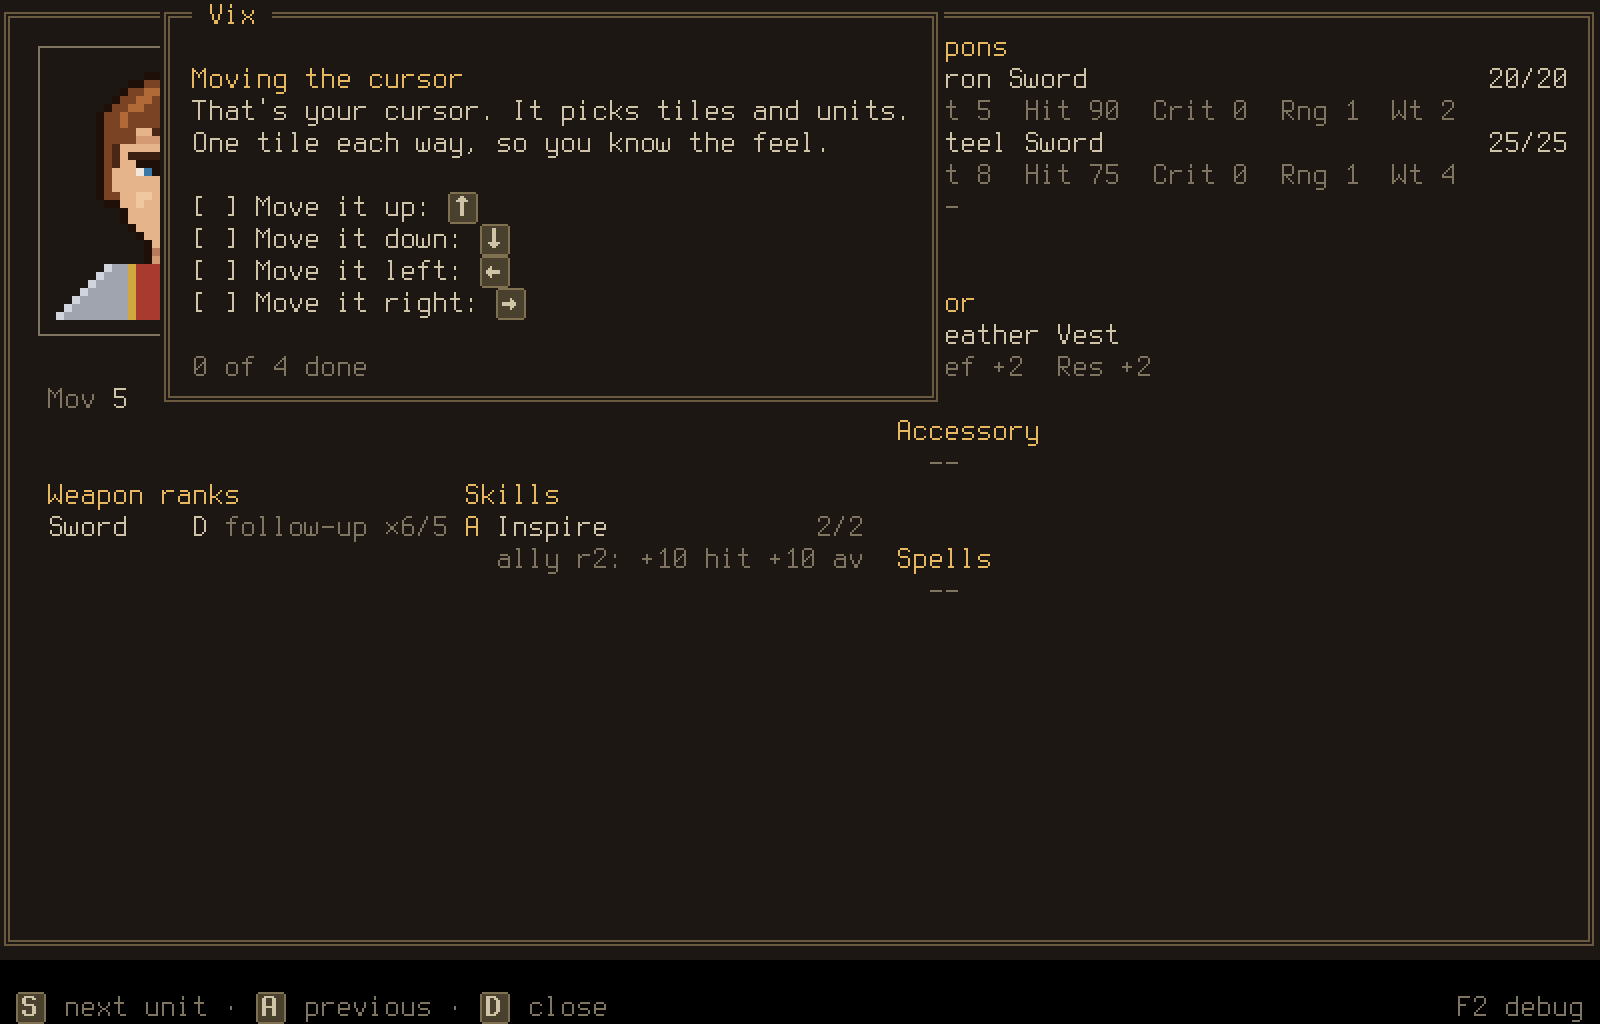 Vix
Moving the cursor
That's your cursor. It picks tiles and units.
One tile each way, so you know the feel.
[ ] Move it up: ↑
[ ] Move it down: ↓
[ ] Move it left: ←
[ ] Move it right: →
0 of 4 done
pons
ron Sword 20/20
t 5 Hit 90 Crit 0 Rng 1 Wt 2
teel Sword 25/25
t 8 Hit 75 Crit 0 Rng 1 Wt 4
-
or
eather Vest
ef +2 Res +2
Mov 5
Accessory
--
Weapon ranks
Sword D follow-up x6/5
Skills
A Inspire 2/2
ally r2: +10 hit +10 av
Spells
--
S next unit · A previous · D close
F2 debug